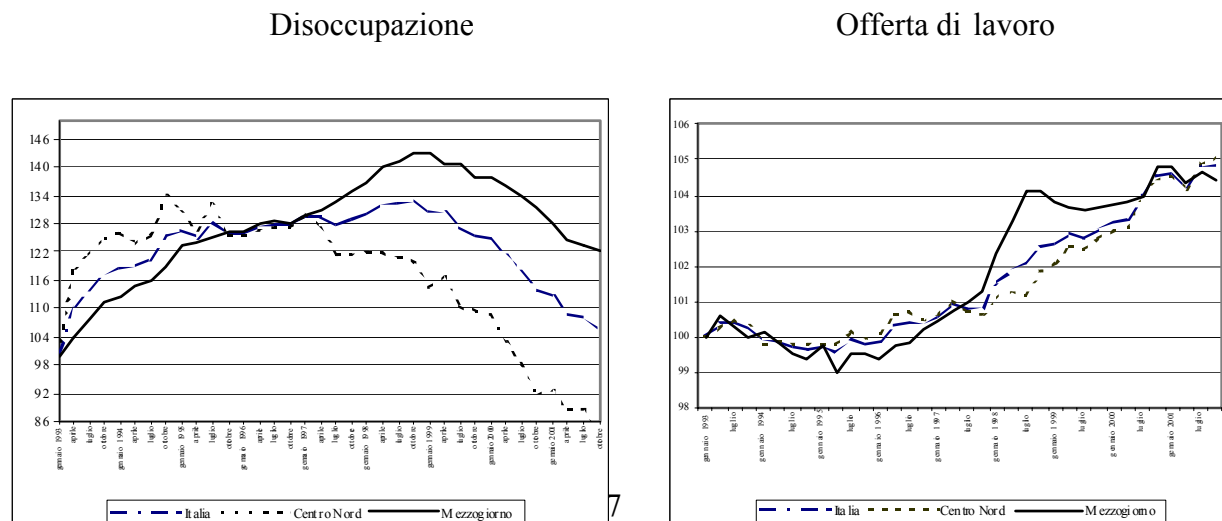 Disoccupazione
Offerta di lavoro
146
140
134
128
122
116
110
104
98
92
86
gennaio 1993
aprile
luglio
ottobre
gennaio 1994
aprile
luglio
ottobre
gennaio 1995
aprile
luglio
ottobre
gennaio 1996
aprile
luglio
ottobre
gennaio 1997
aprile
luglio
ottobre
gennaio 1998
aprile
luglio
ottobre
gennaio 1999
aprile
luglio
ottobre
gennaio 2000
aprile
luglio
ottobre
gennaio 2001
aprile
luglio
ottobre
Italia Centro Nord Mezzogiorno
7
106
105
104
103
102
101
100
99
98
gennaio 1993
luglio
gennaio 1994
luglio
gennaio 1995
luglio
gennaio 1996
luglio
gennaio 1997
luglio
gennaio 1998
luglio
gennaio 1999
luglio
gennaio 2000
luglio
gennaio 2001
luglio
Italia Centro Nord Mezzogiorno